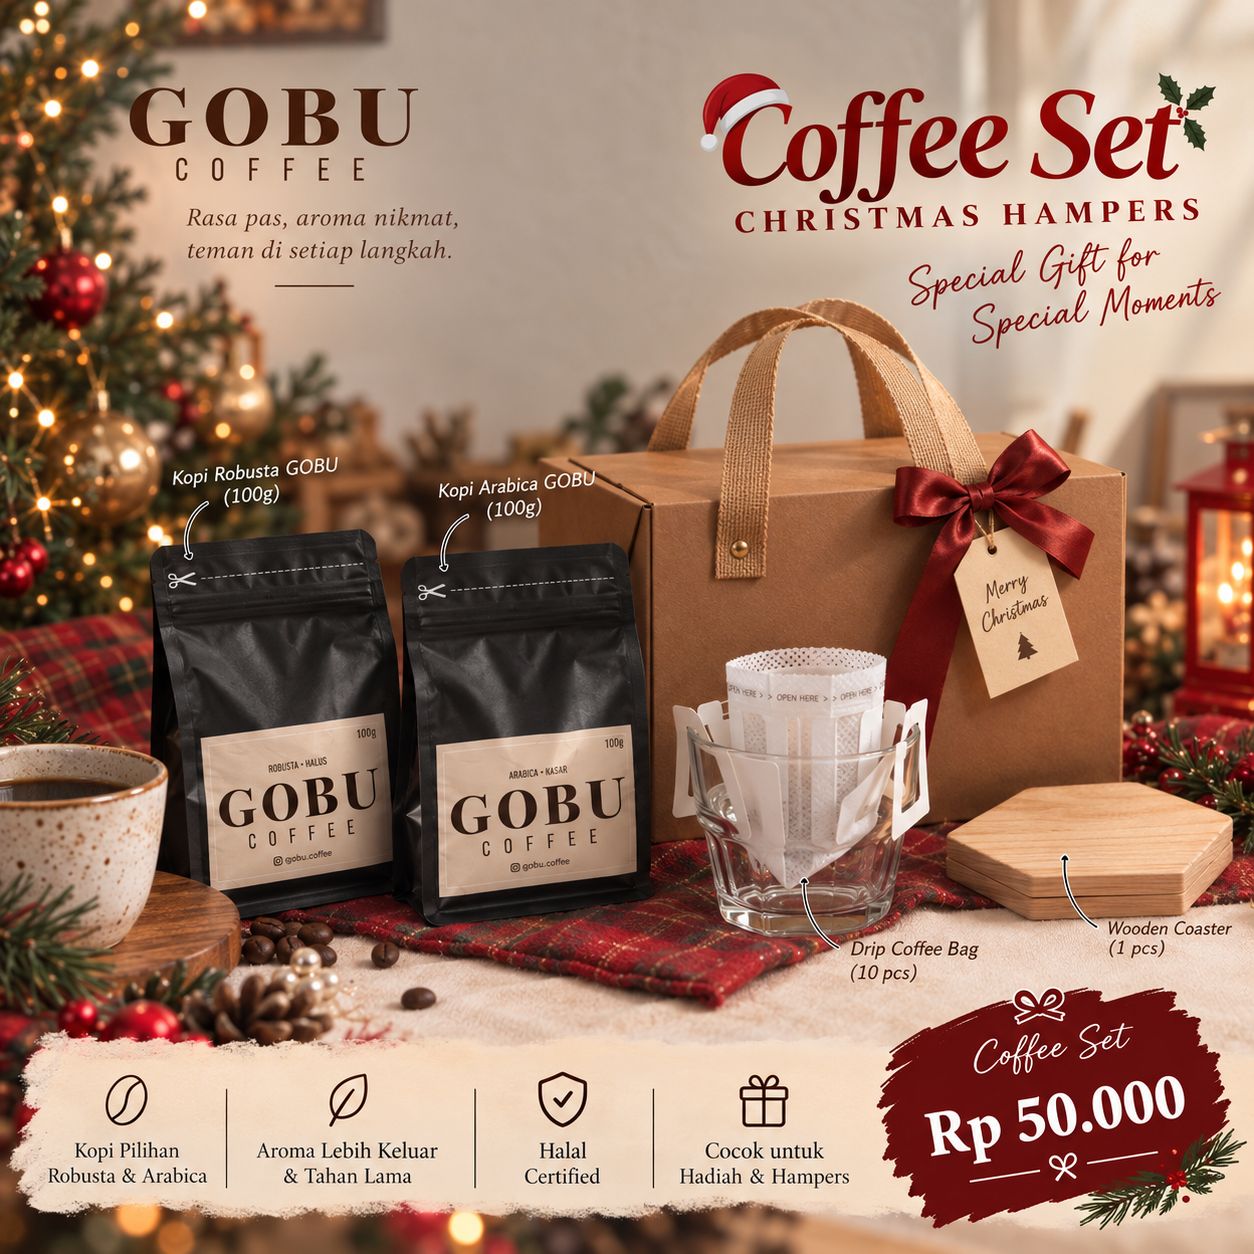 GOBU
COFFEE
Rasa pas, aroma nikmat,
teman di setiap langkah.
Coffee Set
CHRISTMAS HAMPERS
Special Gift for
Special Moments
Kopi Robusta GOBU
(100g)
Kopi Arabica GOBU
(100g)
100g
ROBUSTA • HALUS
GOBU
COFFEE
gobu.coffee
100g
ARABICA • KASAR
GOBU
COFFEE
gobu.coffee
Merry
Christmas
OPEN HERE > > OPEN HERE > > OPEN HERE >
Drip Coffee Bag
(10 pcs)
Wooden Coaster
(1 pcs)
Kopi Pilihan
Robusta & Arabica
Aroma Lebih Keluar
& Tahan Lama
Halal
Certified
Cocok untuk
Hadiah & Hampers
Coffee Set
Rp 50.000